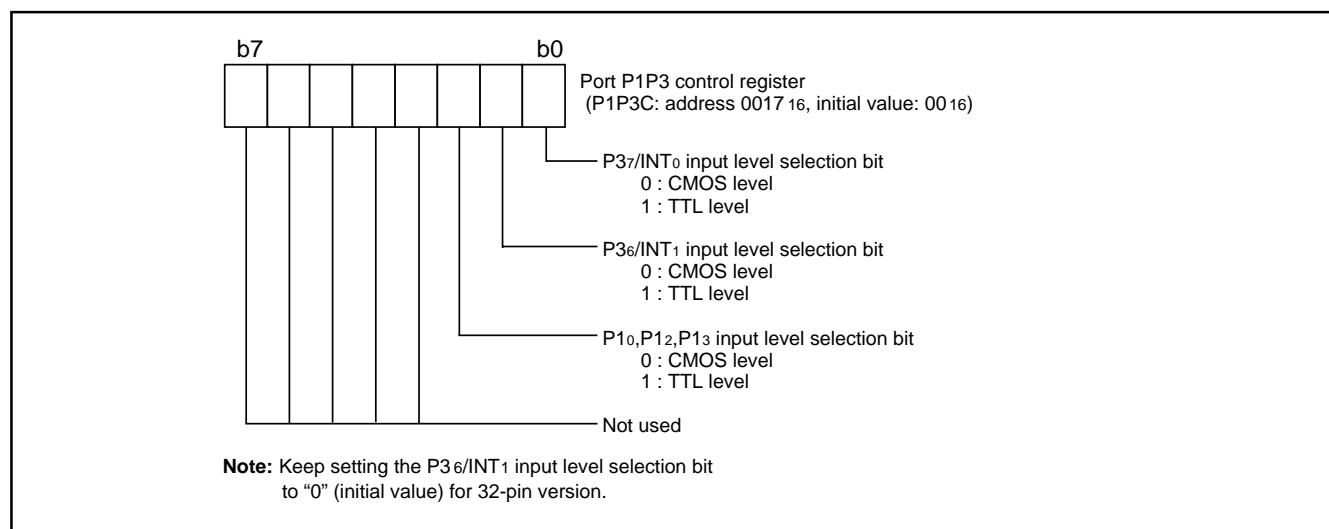 b7 b0
Port P1P3 control register
(P1P3C: address 0017 16, initial value: 00 16)
P37/INT0 input level selection bit
0 : CMOS level
1 : TTL level
P36/INT1 input level selection bit
0 : CMOS level
1 : TTL level
P10,P12,P13 input level selection bit
0 : CMOS level
1 : TTL level
Not used
Note: Keep setting the P36/INT1 input level selection bit
to “0” (initial value) for 32-pin version.